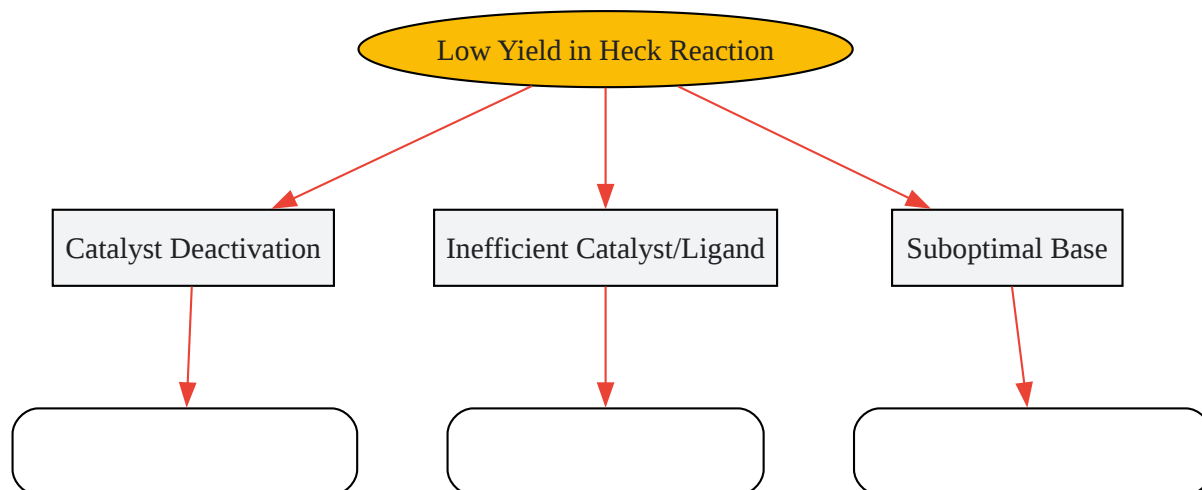 Low Yield in Heck Reaction
Catalyst Deactivation
Inefficient Catalyst/Ligand
Suboptimal Base